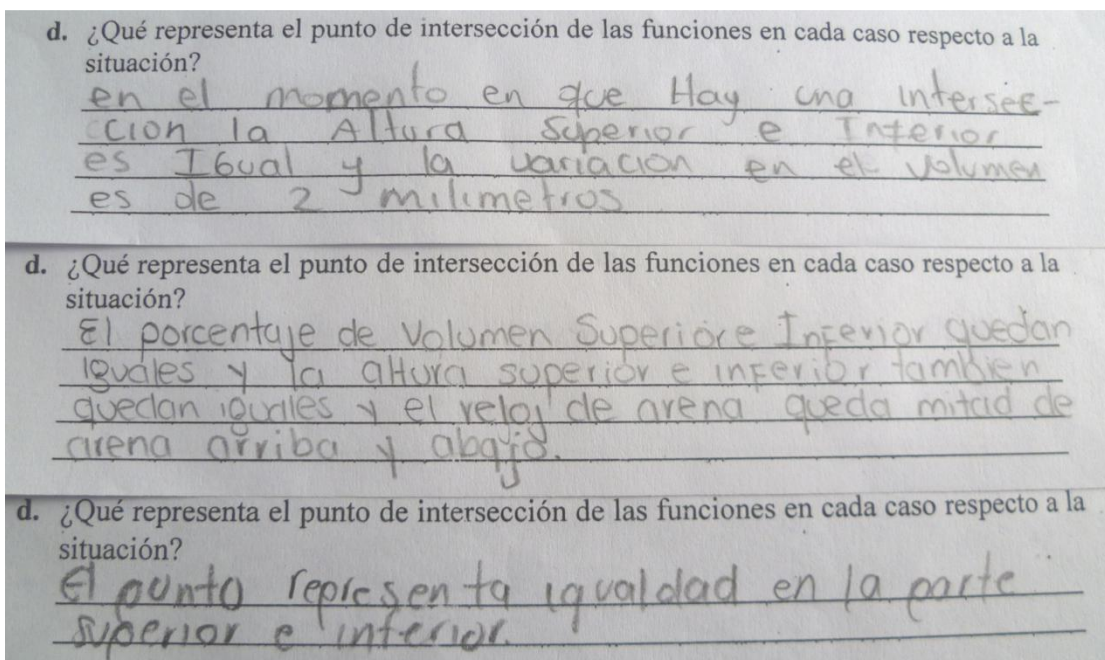 d. ¿Qué representa el punto de intersección de las funciones en cada caso respecto a la
situación?
en el momento en que Hay una intersec-
ccion la Altura Superior e Inferior
es I6ual y la variacion en el volumen
es de 2 milimetros
d. ¿Qué representa el punto de intersección de las funciones en cada caso respecto a la
situación?
El porcentaje de Volumen Superior e Inferior quedan
iguales y la altura superior e inferior tambien
quedan iguales y el reloj de arena queda mitad de
arena arriba y abajo.
d. ¿Qué representa el punto de intersección de las funciones en cada caso respecto a la
situación?
El punto representa igualdad en la parte
superior e inferior.